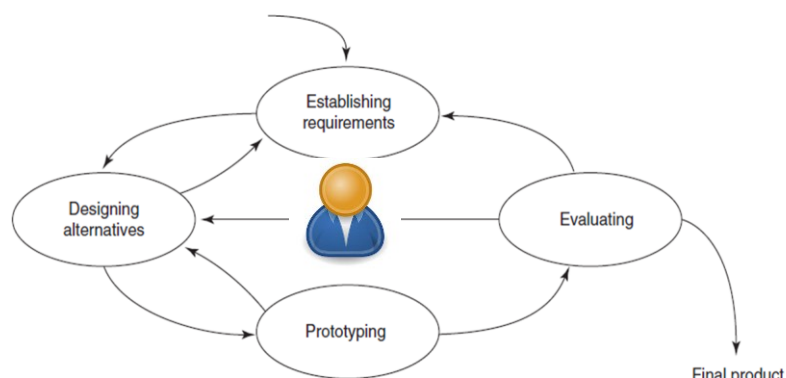 Establishing
requirements
Designing
alternatives
Evaluating
Prototyping
Final product